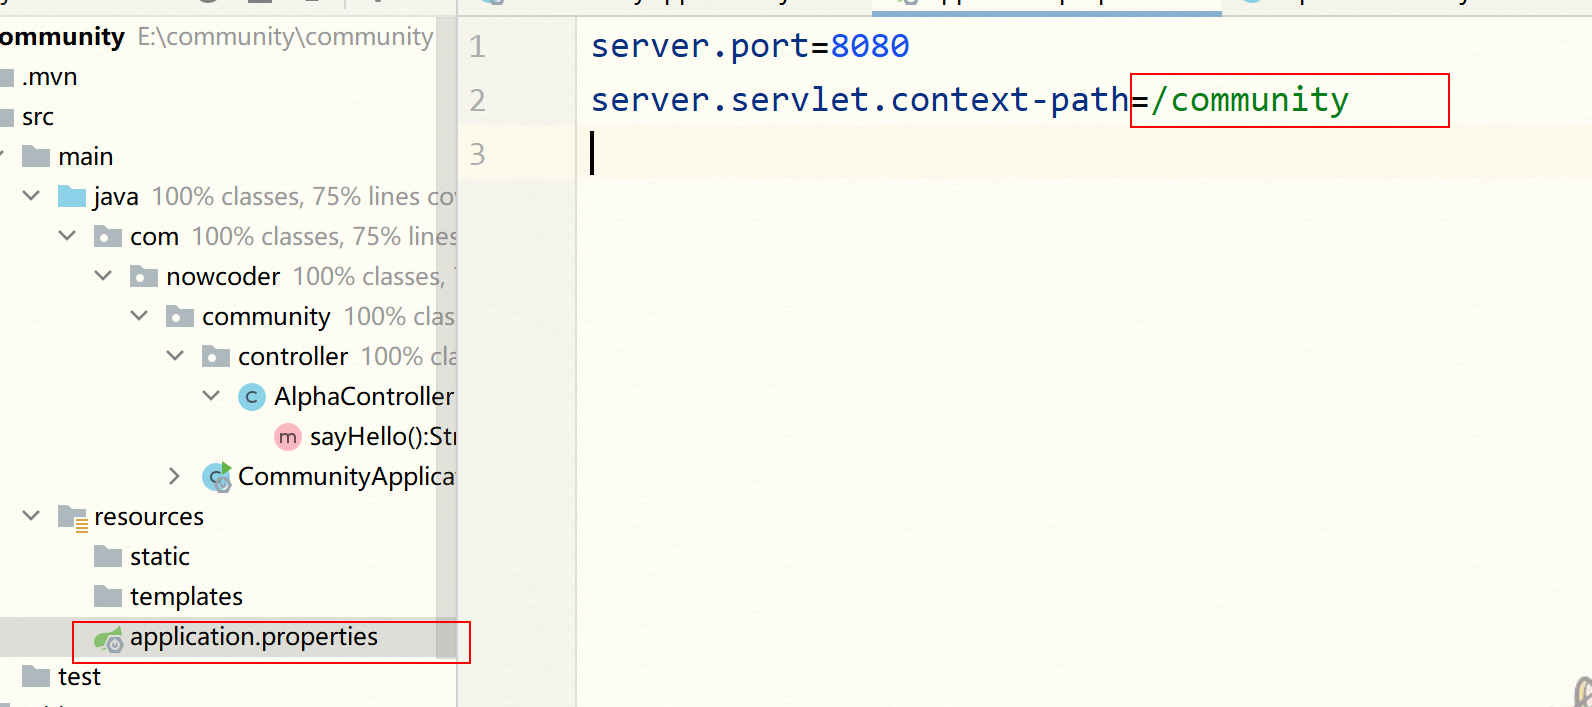 ommunity E:\community\community
.mvn
src
main
java 100% classes, 75% lines
com 100% classes, 75% lines
nowcoder 100% classes,
community 100% clas
controller 100% cla
AlphaController
m sayHello():Str
CommunityApplica
resources
static
templates
application.properties
test
1 server.port=8080
2 server.servlet.context-path=/community
3